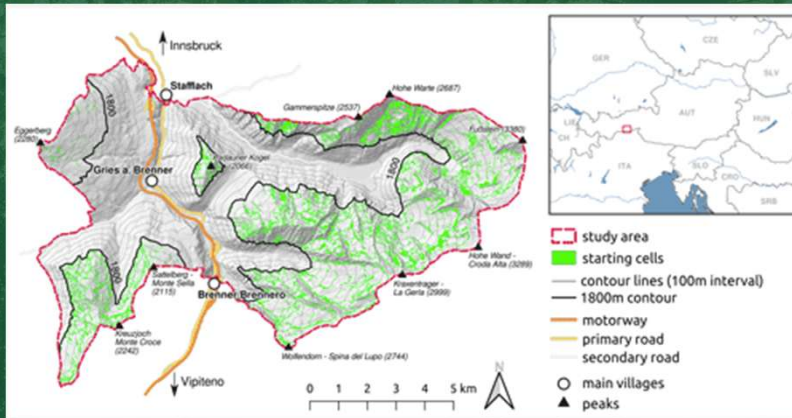 Innsbruck
Stafflach
Hohe Warte (2687)
Gammerspitze (2537)
1800
Eggerberg
(2280)
Padauner Kogel
(2066)
1800
Gries a. Brenner
Hohe Wand -
Croda Alta (3289)
1800
Sattelberg -
Monte Sella
(2115)
Brenner Brennero
Kraxentrager -
La Gerla (2999)
Kreuzjoch
Monte Croce
(2242)
Wolfendorn - Spina del Lupo (2744)
Vipiteno
N
0 1 2 3 4 5 km
CZE
GER
SLV
AUT
LIE
CH
HUN
ITA
SLO
CRO
SRB
study area
starting cells
contour lines (100m interval)
1800m contour
motorway
primary road
secondary road
main villages
peaks